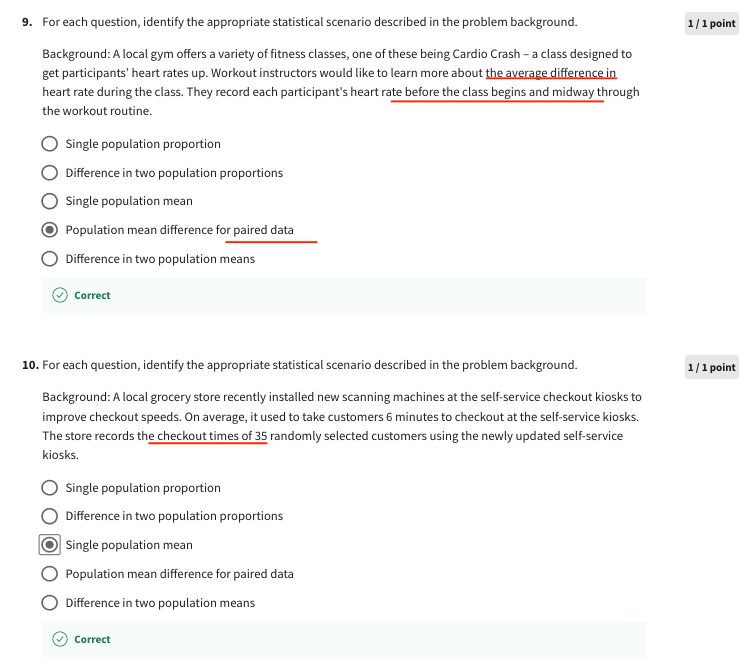 9. For each question, identify the appropriate statistical scenario described in the problem background.
1 / 1 point
Background: A local gym offers a variety of fitness classes, one of these being Cardio Crash – a class designed to
get participants' heart rates up. Workout instructors would like to learn more about the average difference in
heart rate during the class. They record each participant's heart rate before the class begins and midway through
the workout routine.
Single population proportion
Difference in two population proportions
Single population mean
Population mean difference for paired data
Difference in two population means
Correct
10. For each question, identify the appropriate statistical scenario described in the problem background.
1 / 1 point
Background: A local grocery store recently installed new scanning machines at the self-service checkout kiosks to
improve checkout speeds. On average, it used to take customers 6 minutes to checkout at the self-service kiosks.
The store records the checkout times of 35 randomly selected customers using the newly updated self-service
kiosks.
Single population proportion
Difference in two population proportions
Single population mean
Population mean difference for paired data
Difference in two population means
Correct